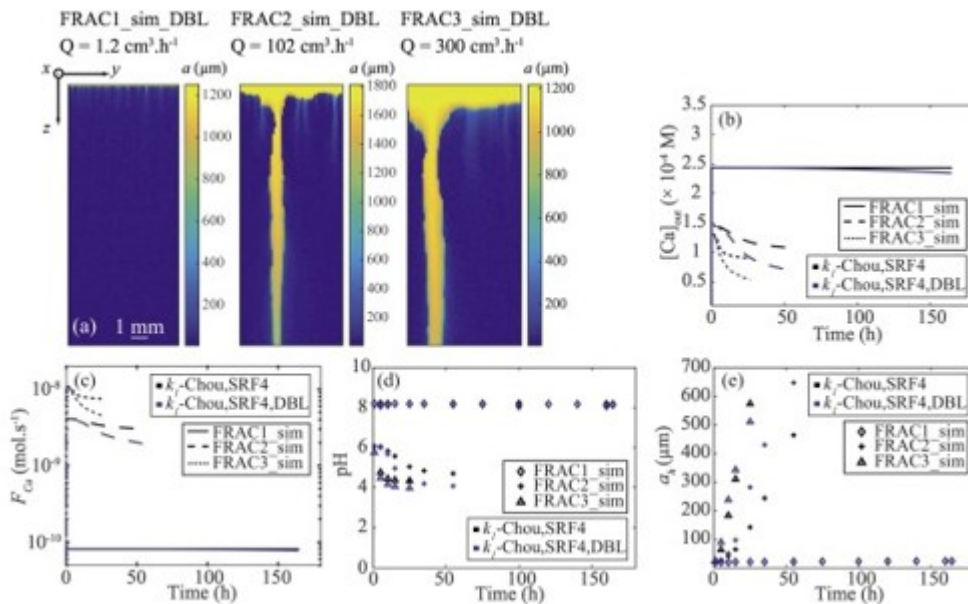 FRAC1_sim_DBL FRAC2_sim_DBL FRAC3_sim_DBL
Q = 1.2 cm³.h⁻¹ Q = 102 cm³.h⁻¹ Q = 300 cm³.h⁻¹
x y z
a (µm) a (µm) a (µm)
1000 800 600 400 200
1800 1600 1400 1200 1000 800 600 400 200
1200 1000 800 600 400 200
(a) 1 mm
(b)
[Ca]out (× 10⁻⁴ M)
3.5 3 2.5 2 1.5 1 0.5
FRAC1_sim
FRAC2_sim
FRAC3_sim
kf-Chou,SRF4
kf-Chou,SRF4,DBL
0 50 100 150
Time (h)
(c)
F Ca (mol.s⁻¹)
10⁻⁸ 10⁻⁹ 10⁻¹⁰
kf-Chou,SRF4
kf-Chou,SRF4,DBL
FRAC1_sim
FRAC2_sim
FRAC3_sim
0 50 100 150
Time (h)
(d)
pH
10 8 6 4 2 0
FRAC1_sim
FRAC2_sim
FRAC3_sim
kf-Chou,SRF4
kf-Chou,SRF4,DBL
0 50 100 150
Time (h)
(e)
ah (µm)
700 600 500 400 300 200 100
FRAC1_sim
FRAC2_sim
FRAC3_sim
kf-Chou,SRF4
kf-Chou,SRF4,DBL
0 50 100 150
Time (h)